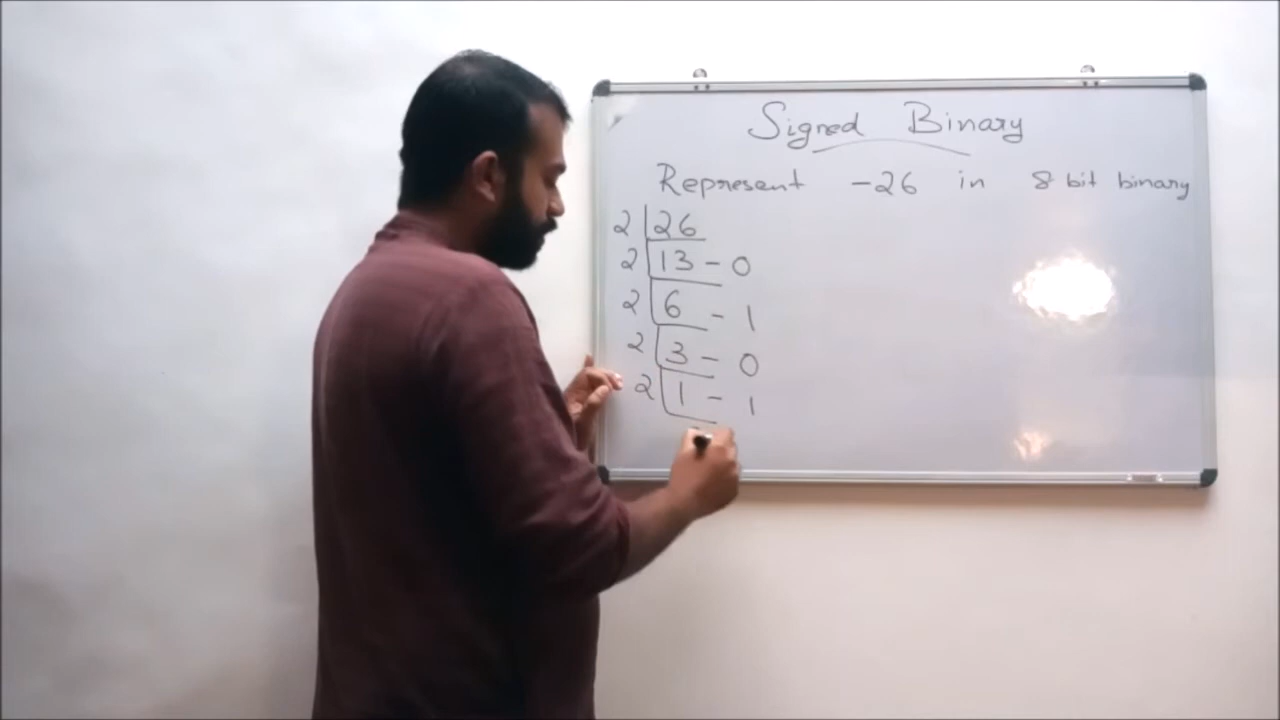 Signed Binary
Represent -26 in 8 bit binary
2 26
2 13 - 0
2 6 - 1
2 3 - 0
2 1 - 1